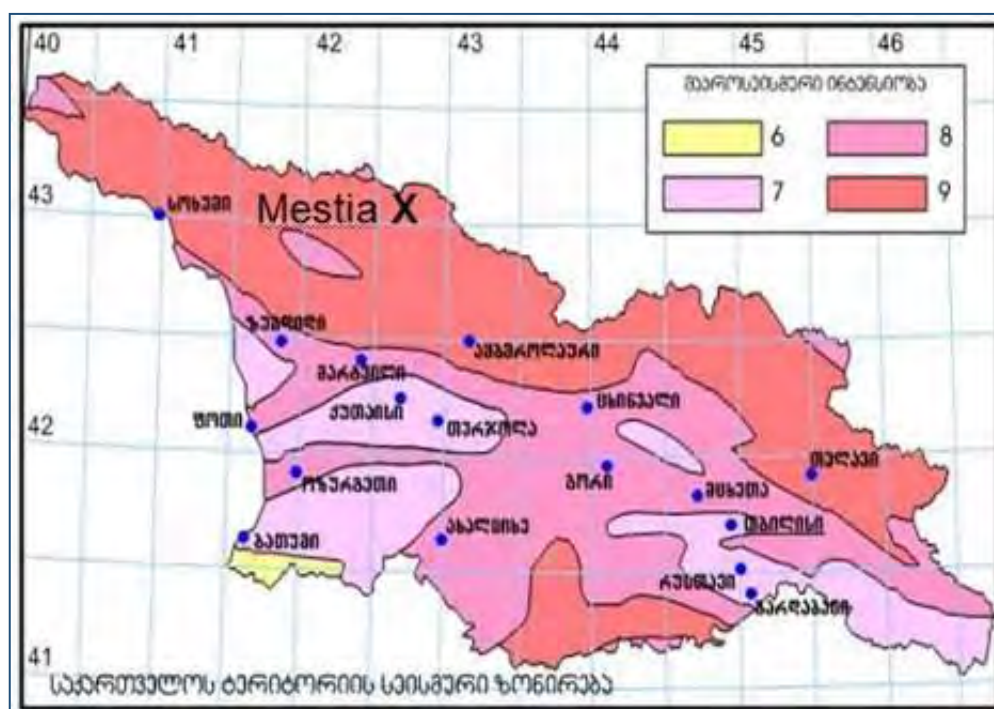 40 41 42 43 44 45 46
მაკროსეისმური ინტენსიობა
6 8
7 9
43
სოხუმი
Mestia X
ზუგდიდი
ამბროლაური
მარტვილი
ქუთაისი
ცხინვალი
42
ფოთი
თერჯოლა
თელავი
ოზურგეთი
გორი
მცხეთა
ახალციხე
თბილისი
ბათუმი
რუსთავი
გარდაბანი
41
საქართველოს ტერიტორიის სეისმური ზონირება